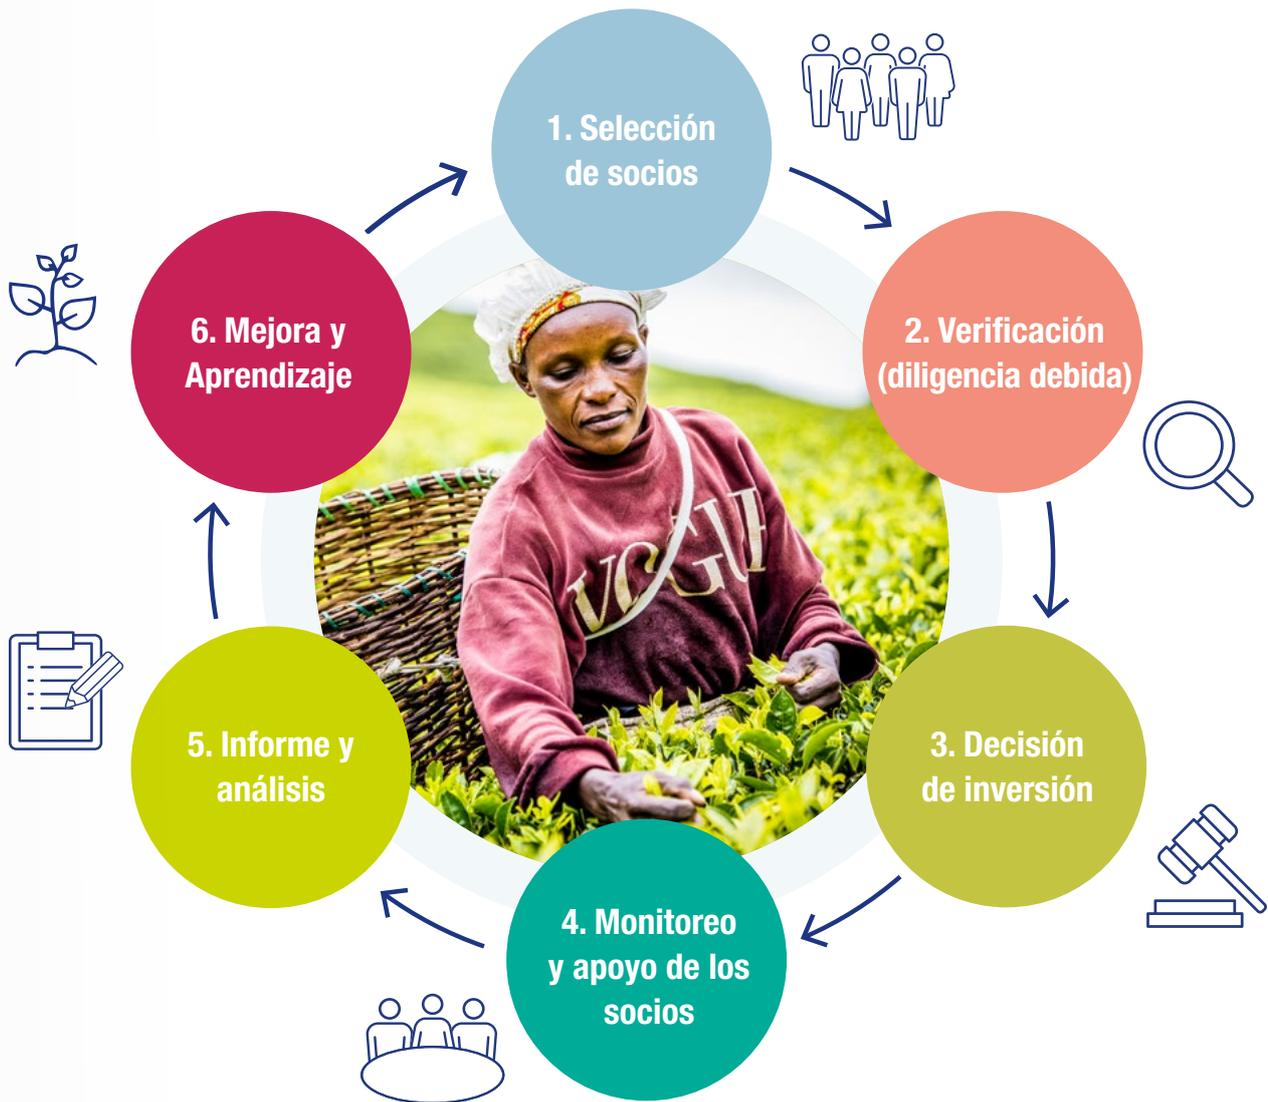 1. Selección
de socios
2. Verificación
(diligencia debida)
3. Decisión
de inversión
4. Monitoreo
y apoyo de los
socios
5. Informe y
análisis
6. Mejora y
Aprendizaje
VOGUE